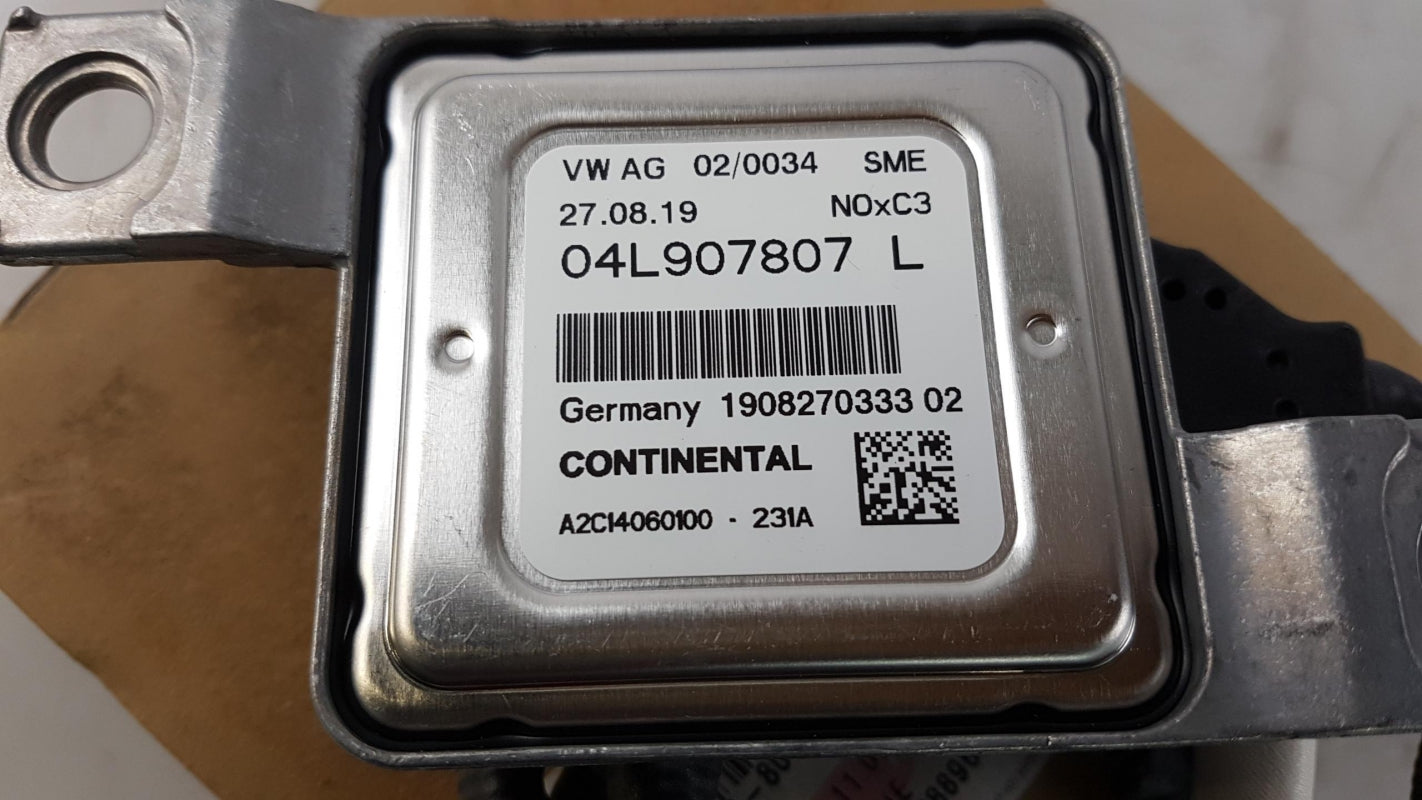 VW AG 02/0034 SME
27.08.19 NOxC3
04L907807 L
Germany 1908270333 02
CONTINENTAL
A2C14060100 - 231A